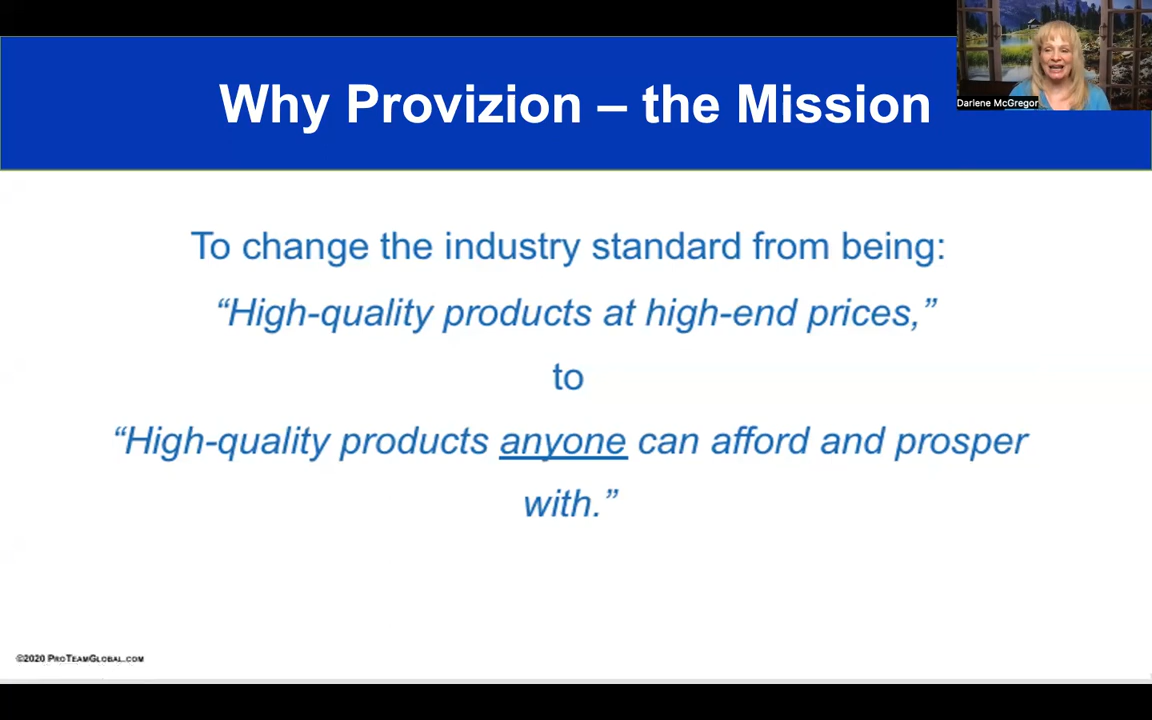 Why Provizion – the Mission
Darlene McGregor
To change the industry standard from being:
“High-quality products at high-end prices,”
to
“High-quality products anyone can afford and prosper
with.”
©2020 ProTeamGlobal.com